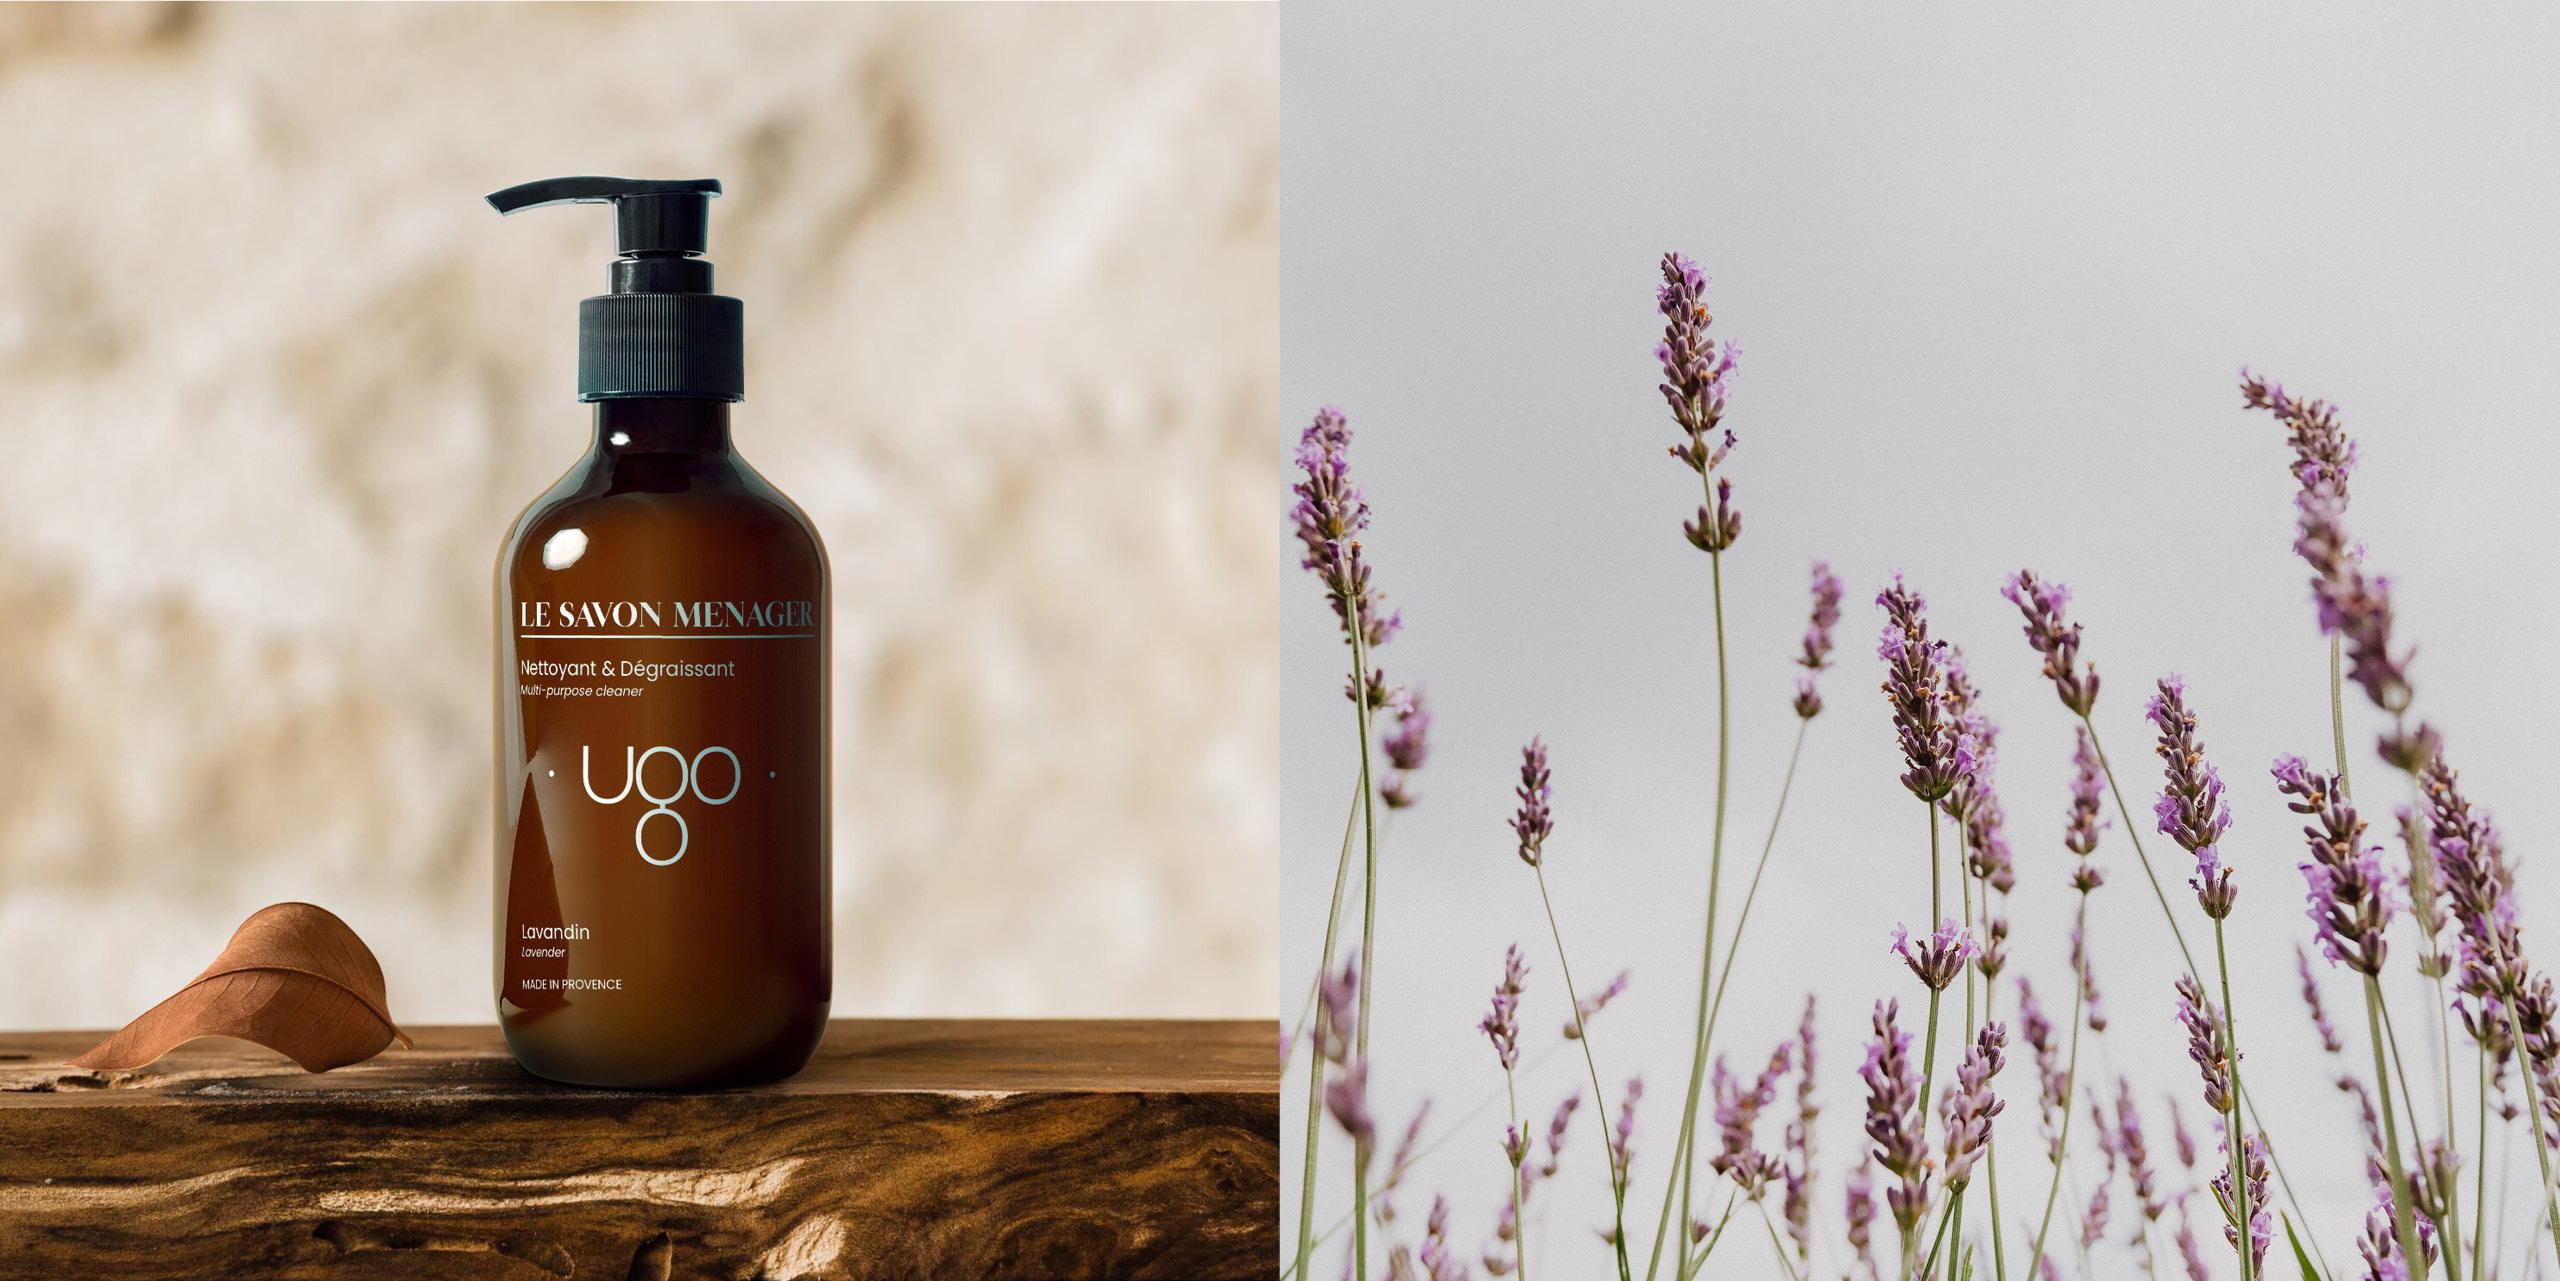 LE SAVON MENAGER
Nettoyant & Dégraissant
Multi-purpose cleaner
· ugo ·
Lavandin
Lavender
MADE IN PROVENCE